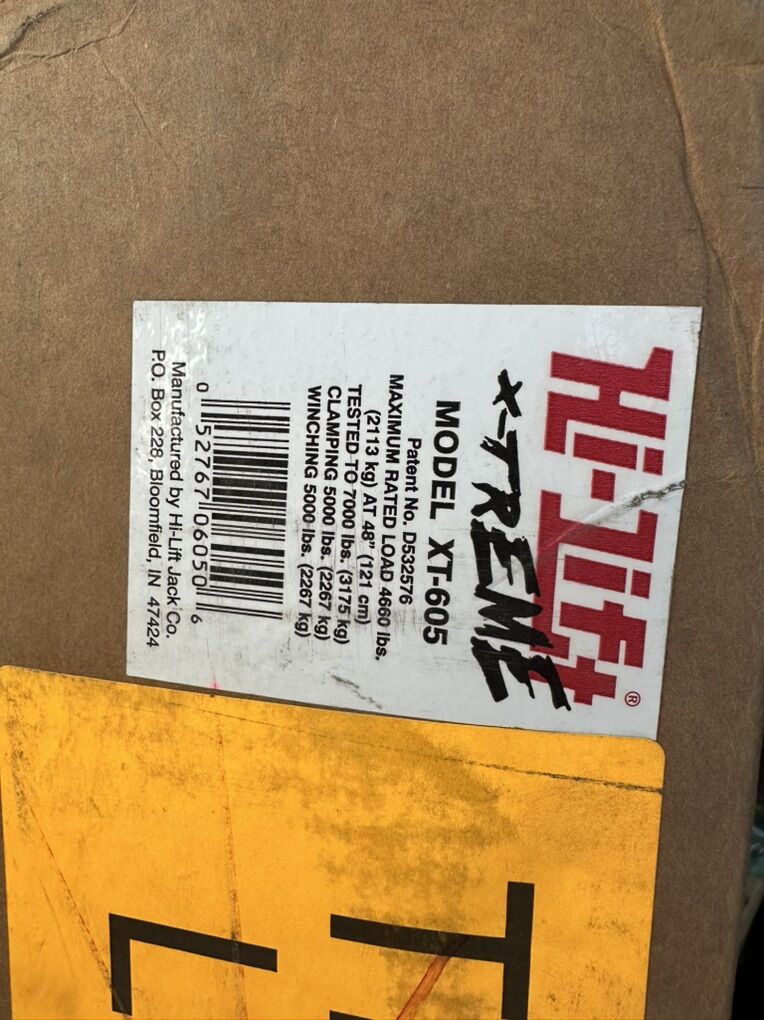 Hi-Lift®
X-TREME
MODEL XT-605
Patent No. D532576
MAXIMUM RATED LOAD 4660 lbs.
(2113 kg) AT 48" (121 cm)
TESTED TO 7000 lbs. (3175 kg)
CLAMPING 5000 lbs. (2267 kg)
WINCHING 5000 lbs. (2267 kg)
0 52767 06050 6
Manufactured by Hi-Lift Jack Co.
P.O. Box 228, Bloomfield, IN 47424
T
L